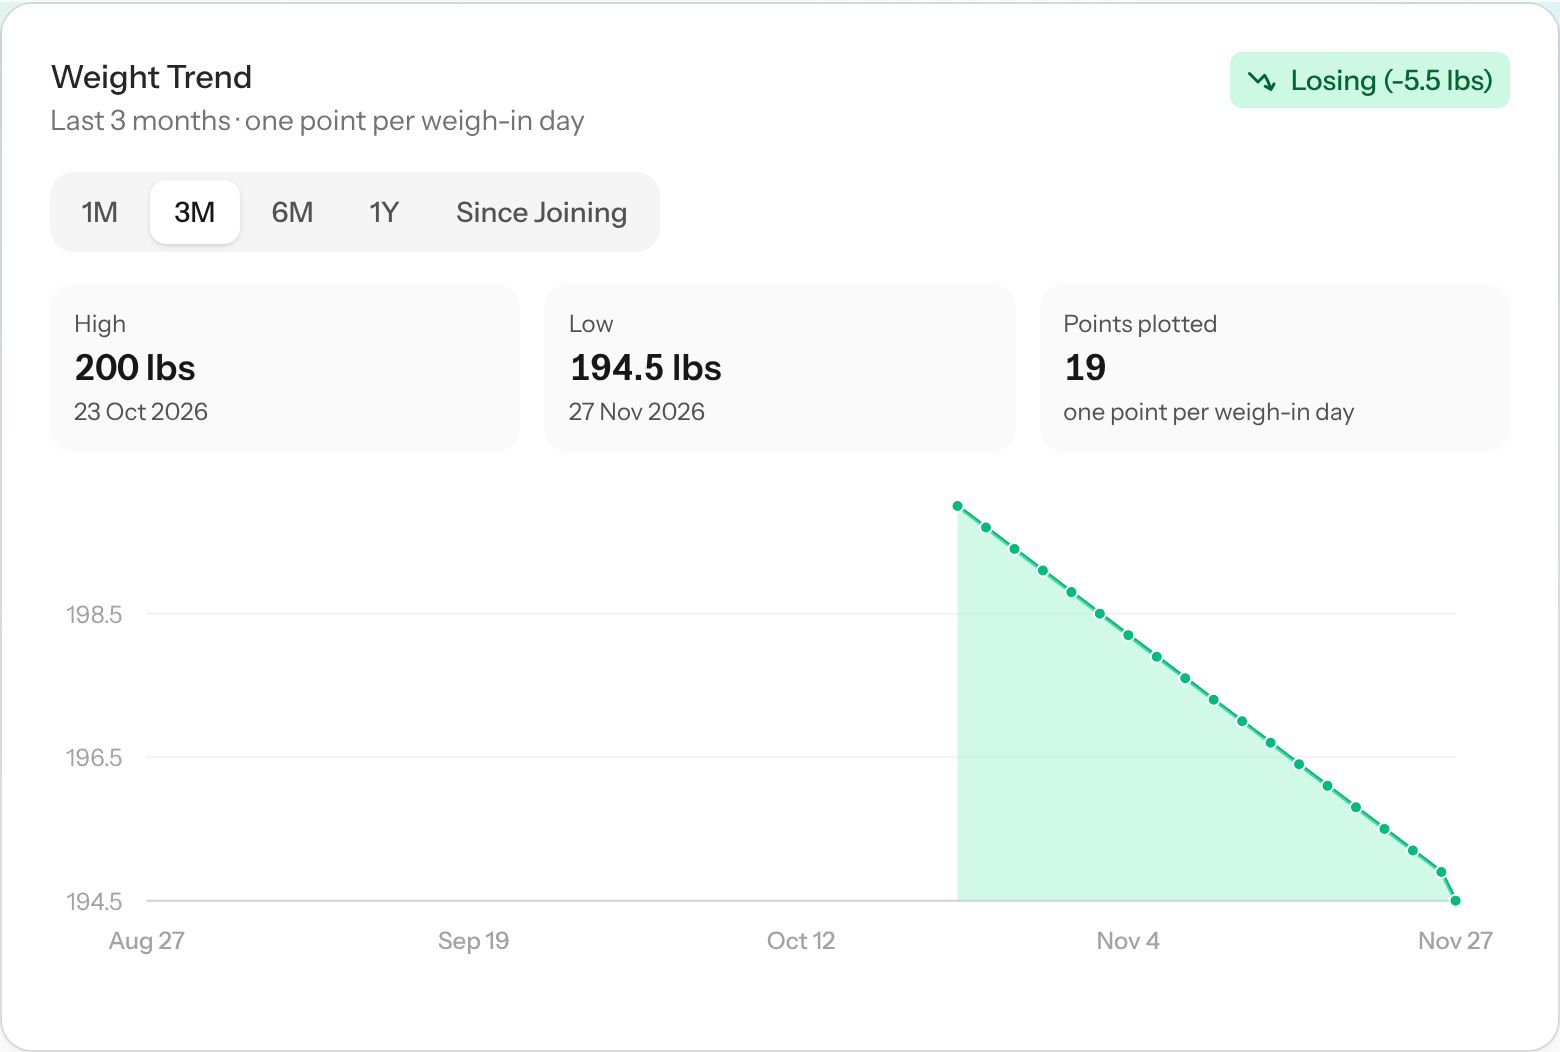 Weight Trend
Losing (-5.5 lbs)
Last 3 months · one point per weigh-in day
1M 3M 6M 1Y Since Joining
High
200 lbs
23 Oct 2026
Low
194.5 lbs
27 Nov 2026
Points plotted
19
one point per weigh-in day
198.5
196.5
194.5
Aug 27 Sep 19 Oct 12 Nov 4 Nov 27